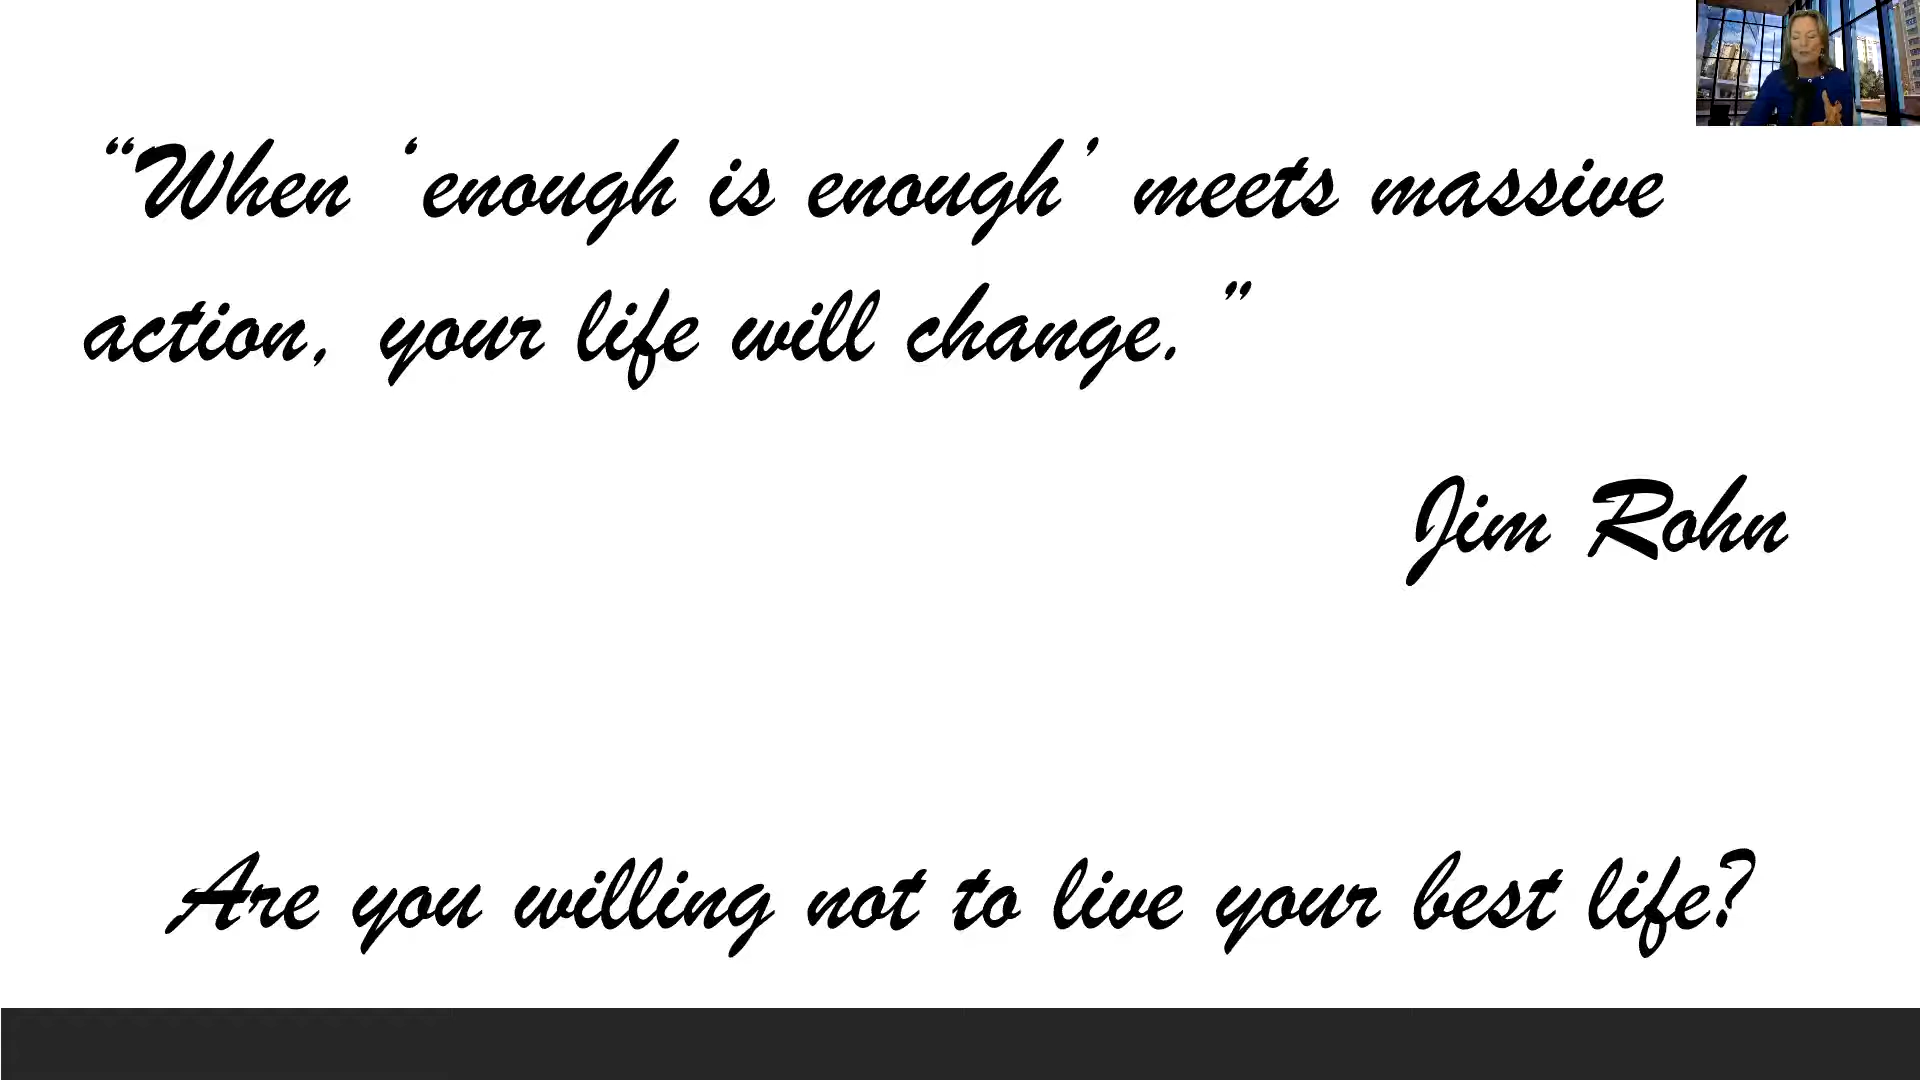 “When ‘enough is enough’ meets massive
action, your life will change.”
Jim Rohn
Are you willing not to live your best life?